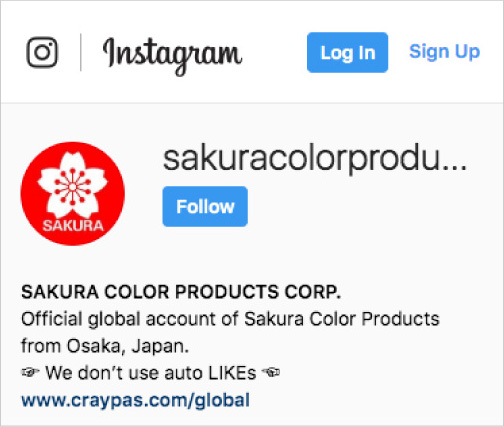 Instagram
Log In
Sign Up
sakuracolorprodu...
SAKURA
Follow
SAKURA COLOR PRODUCTS CORP.
Official global account of Sakura Color Products
from Osaka, Japan.
☞ We don’t use auto LIKEs ☜
www.craypas.com/global